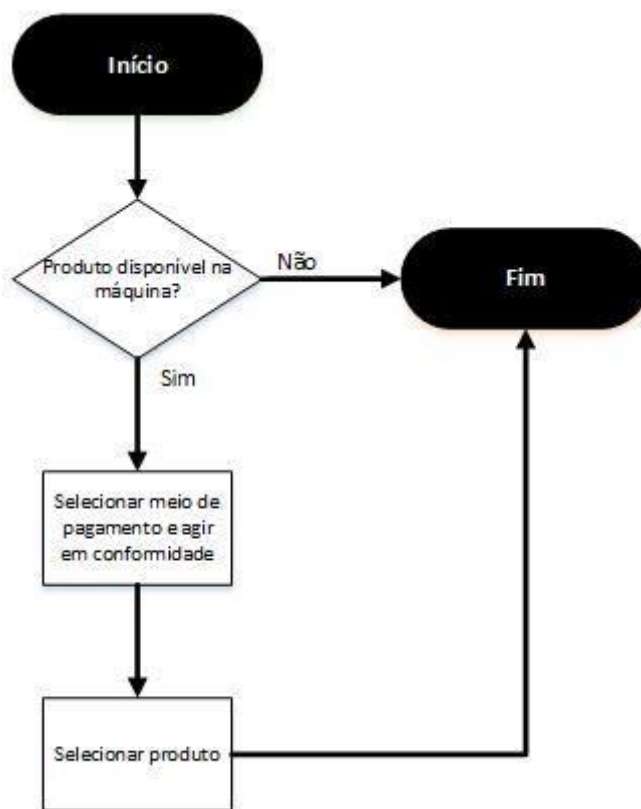 Início
Produto disponível na
máquina?
Não
Fim
Sim
Selecionar meio de
pagamento e agir
em conformidade
Selecionar produto